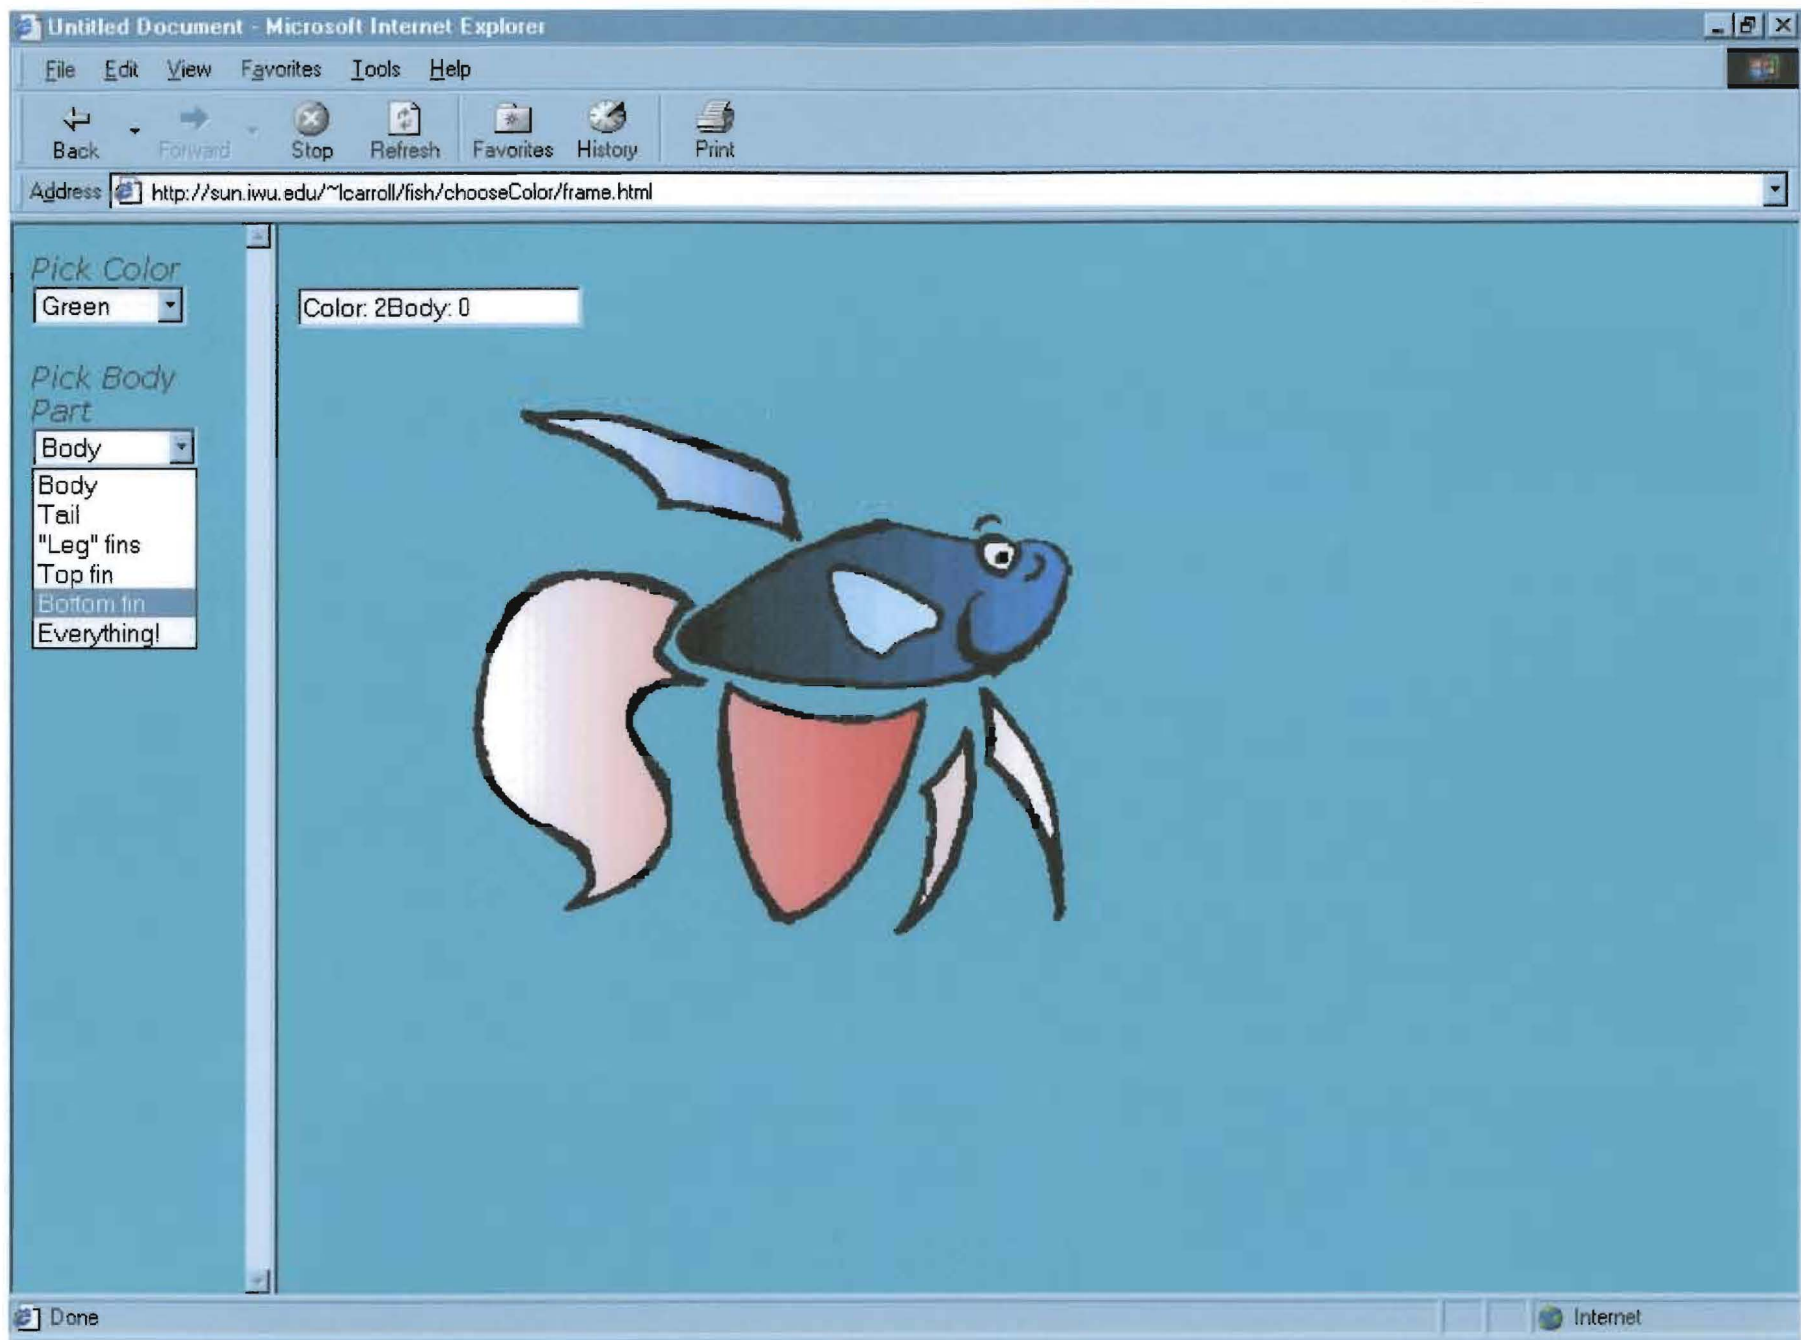 Untitled Document - Microsoft Internet Explorer
File Edit View Favorites Tools Help
Back Forward Stop Refresh Favorites History Print
Address http://sun.iwu.edu/~lcarroll/fish/chooseColor/frame.html
Pick Color
Green
Color: 2Body: 0
Pick Body
Part
Body
Body
Tail
"Leg" fins
Top fin
Bottom fin
Everything!
Done
Internet